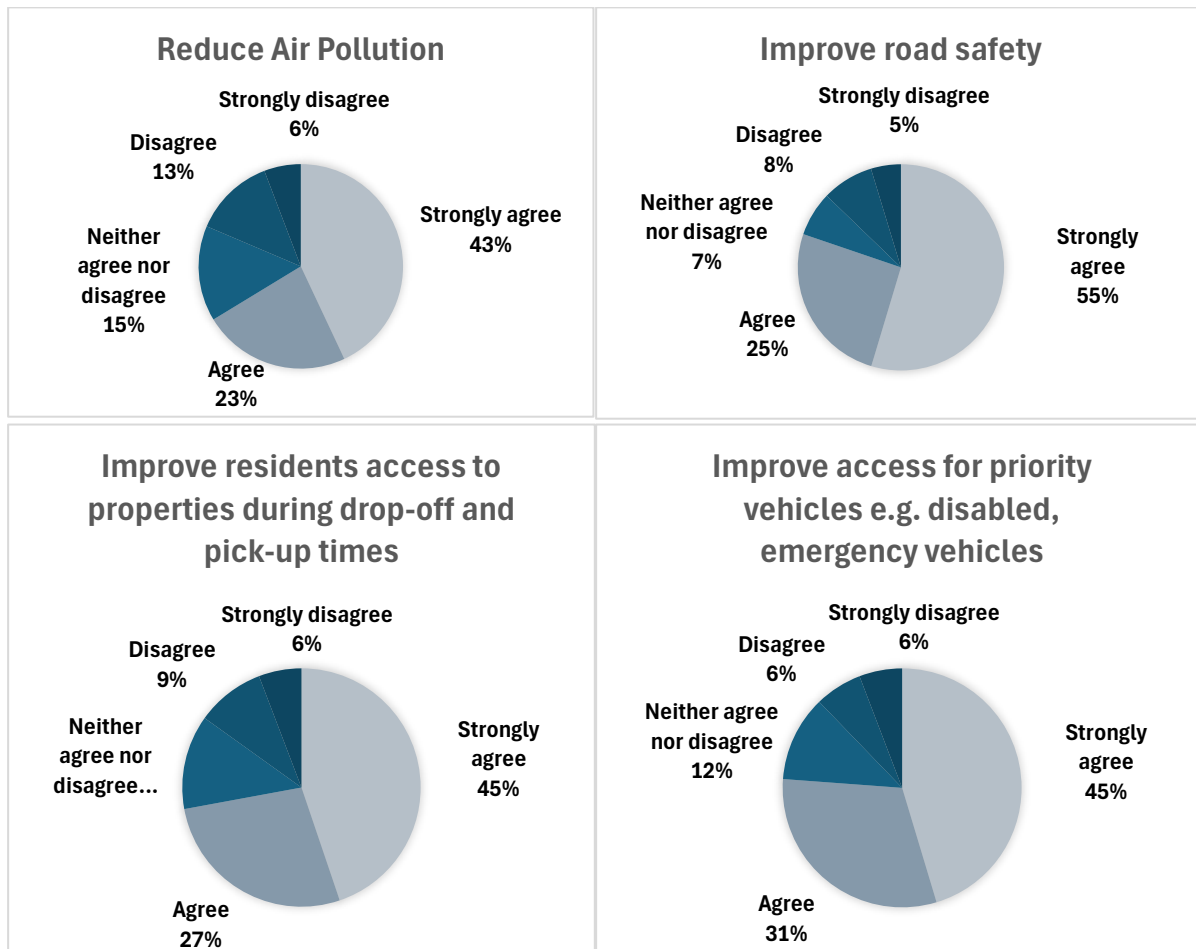 Reduce Air Pollution
Strongly disagree
6%
Disagree
13%
Neither
agree nor
disagree
15%
Strongly agree
43%
Agree
23%
Improve road safety
Strongly disagree
5%
Disagree
8%
Neither agree
nor disagree
7%
Strongly
agree
55%
Agree
25%
Improve residents access to
properties during drop-off and
pick-up times
Strongly disagree
6%
Disagree
9%
Neither
agree nor
disagree...
Strongly
agree
45%
Agree
27%
Improve access for priority
vehicles e.g. disabled,
emergency vehicles
Strongly disagree
6%
Disagree
6%
Neither agree
nor disagree
12%
Strongly
agree
45%
Agree
31%